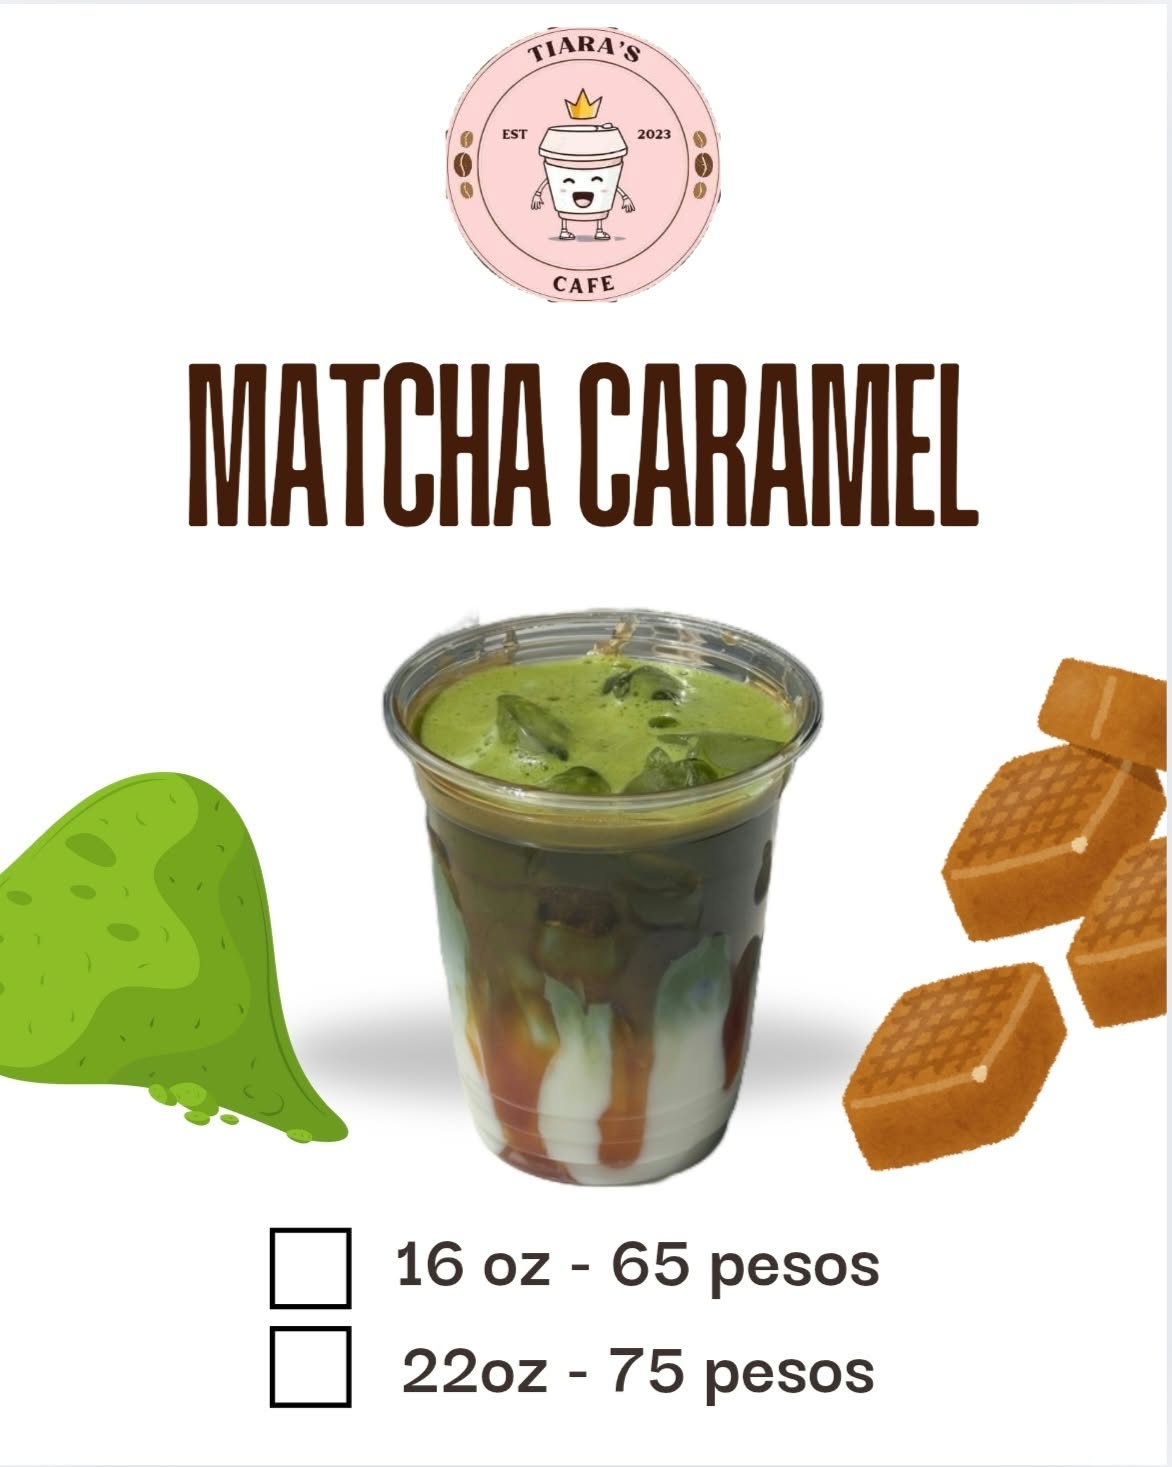 TIARA'S
EST 2023
CAFE
MATCHA CARAMEL
16 oz - 65 pesos
22oz - 75 pesos